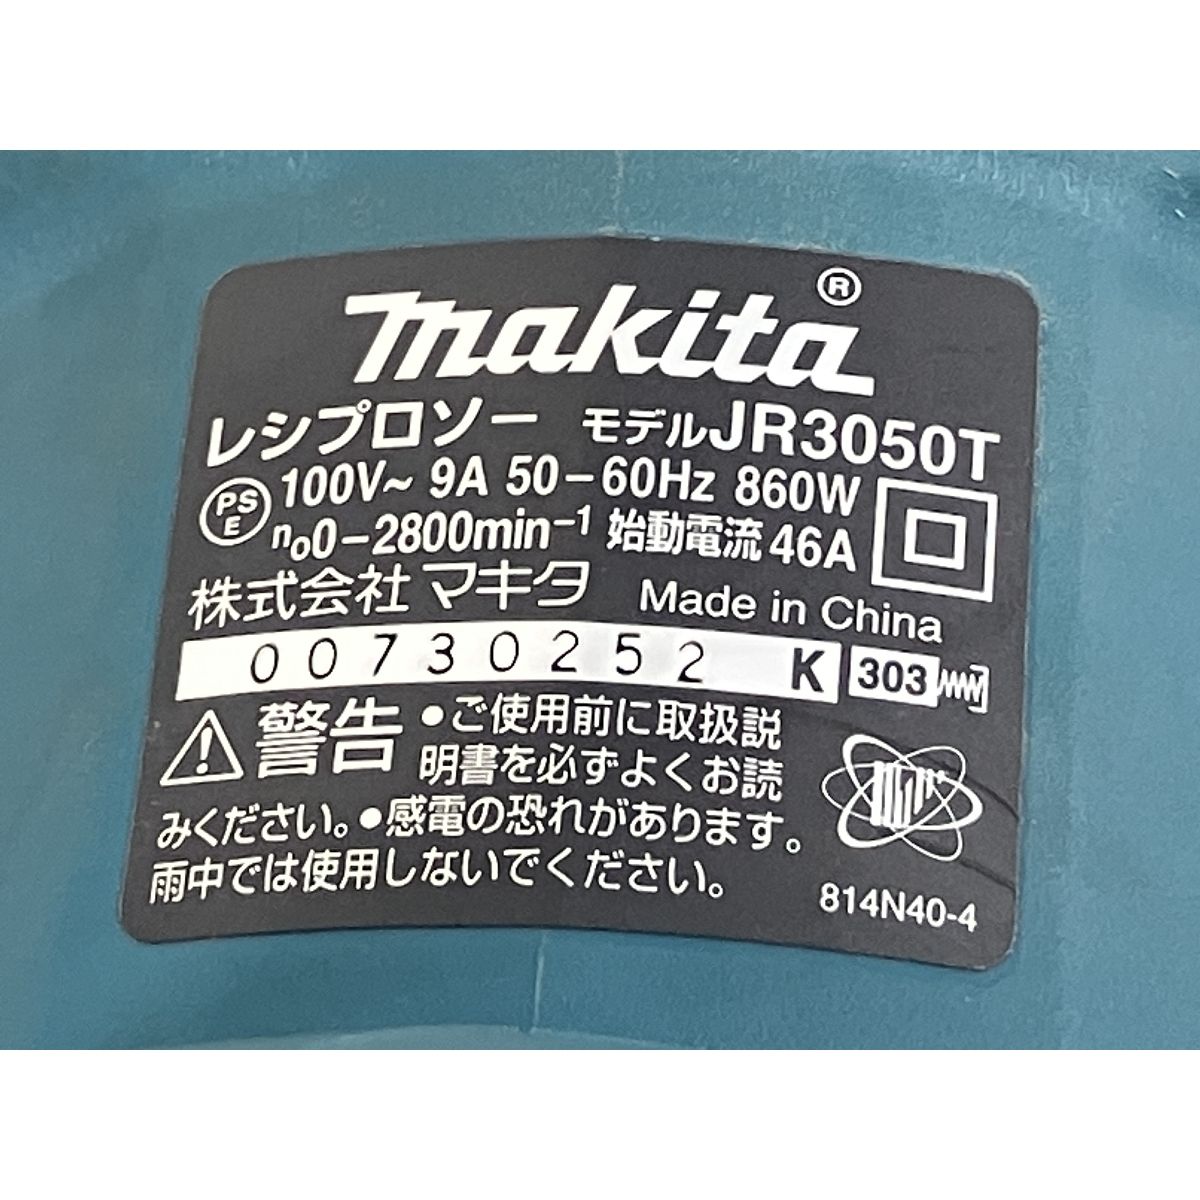 makita®
レシプロソー モデルJR3050T
PSE 100V~ 9A 50-60Hz 860W
n₀0-2800min⁻¹ 始動電流 46A
株式会社 マキタ Made in China
00730252 K 303
警告 ●ご使用前に取扱説
明書を必ずよくお読
みください。●感電の恐れがあります。
雨中では使用しないでください。
814N40-4